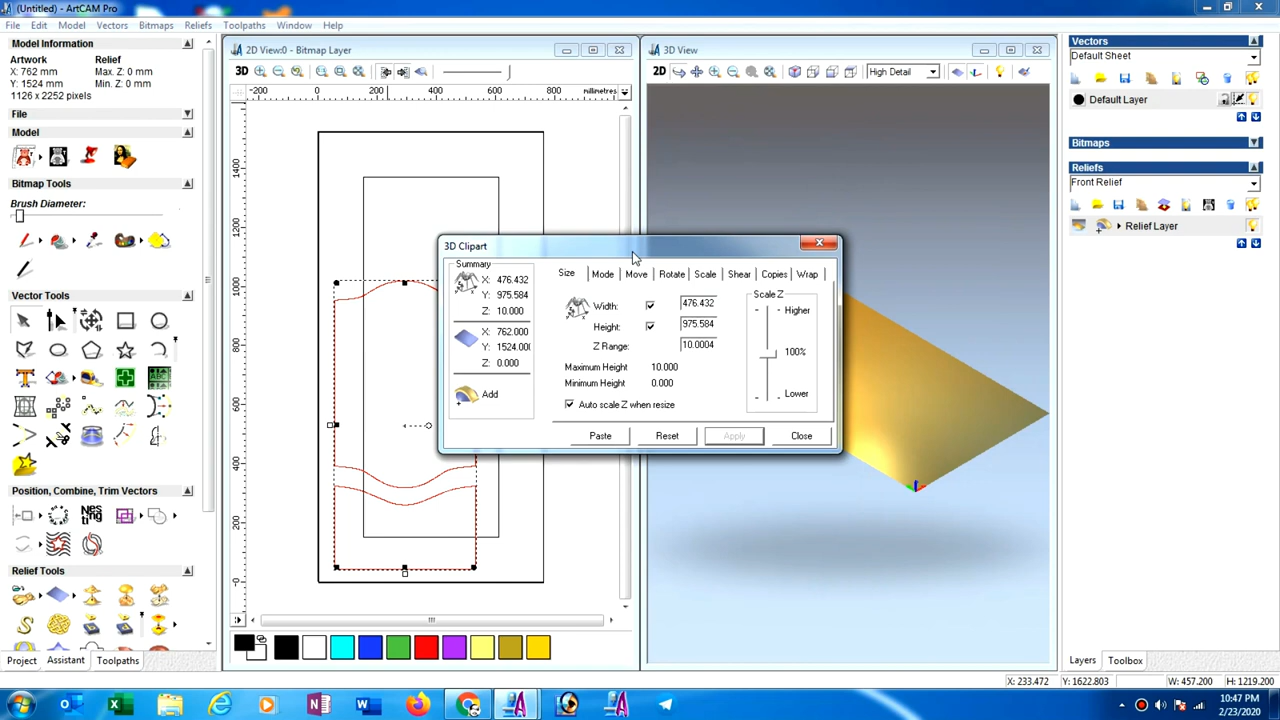 (Untitled) - ArtCAM Pro
File Edit Model Vectors Bitmaps Reliefs Toolpaths Window Help
Model Information
Artwork Relief
X: 762 mm Max. Z: 0 mm
Y: 1524 mm Min. Z: 0 mm
1126 x 2252 pixels
File
Model
Bitmap Tools
Brush Diameter:
Vector Tools
Position, Combine, Trim Vectors
Relief Tools
Project Assistant Toolpaths
2D View:0 - Bitmap Layer
3D
-200 0 200 400 600 800 millimetres
1400
1200
1000
800
600
400
200
-0
3D View
2D High Detail
3D Clipart
Summary
X: 476.432
Y: 975.584
Z: 10.000
X: 762.000
Y: 1524.000
Z: 0.000
Add
Size Mode Move Rotate Scale Shear Copies Wrap
Width: 476.432
Height: 975.584
Z Range: 10.0004
Maximum Height 10.000
Minimum Height 0.000
Auto scale Z when resize
Scale Z
Higher
100%
Lower
Paste Reset Apply Close
Vectors
Default Sheet
Default Layer
Bitmaps
Reliefs
Front Relief
Relief Layer
Layers Toolbox
X: 233.472 Y: 1622.803 W: 457.200 H: 1219.200
10:47 PM
2/23/2020